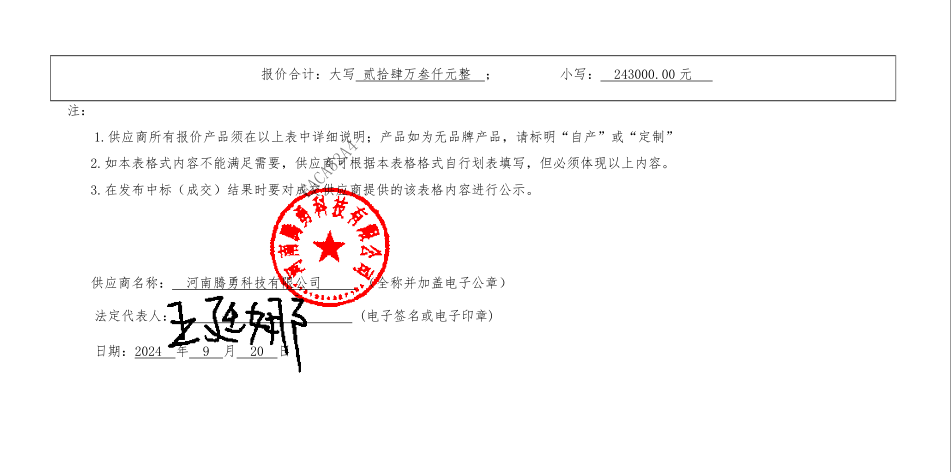 报价合计：大写 贰拾肆万叁仟元整 ； 小写： 243000.00 元
注：
1.供应商所有报价产品须在以上表中详细说明；产品如为无品牌产品，请标明“自产”或“定制”
2.如本表格式内容不能满足需要，供应商可根据本表格格式自行划表填写，但必须体现以上内容。
3.在发布中标（成交）结果时要对成交供应商提供的该表格内容进行公示。
河南腾勇科技有限公司
供应商名称： 河南腾勇科技有限公司 （全称并加盖电子公章）
法定代表人： 王延娜 (电子签名或电子印章)
日期：2024 年 9 月 20 日